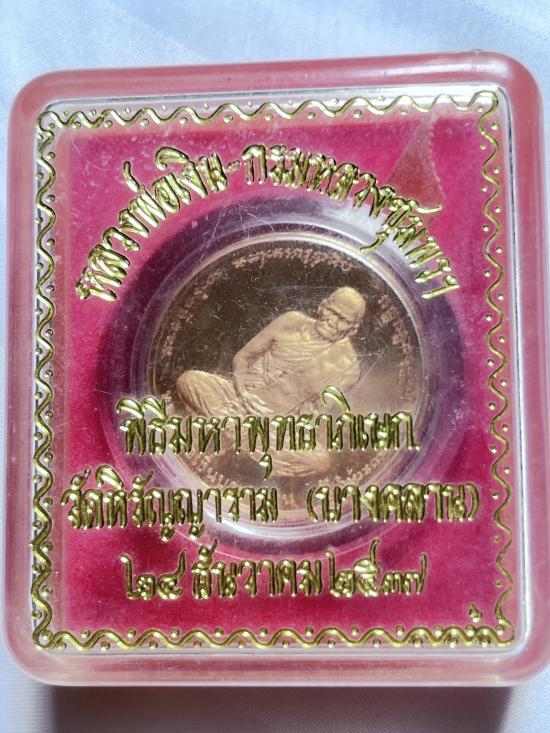 หลวงพ่อเงิน-กรมหลวงชุมพรฯ
พิธีมหาพุทธาภิเษก
วัดหิรัญญาราม (บางคลาน)
๒๔ ธันวาคม ๒๕๓๗